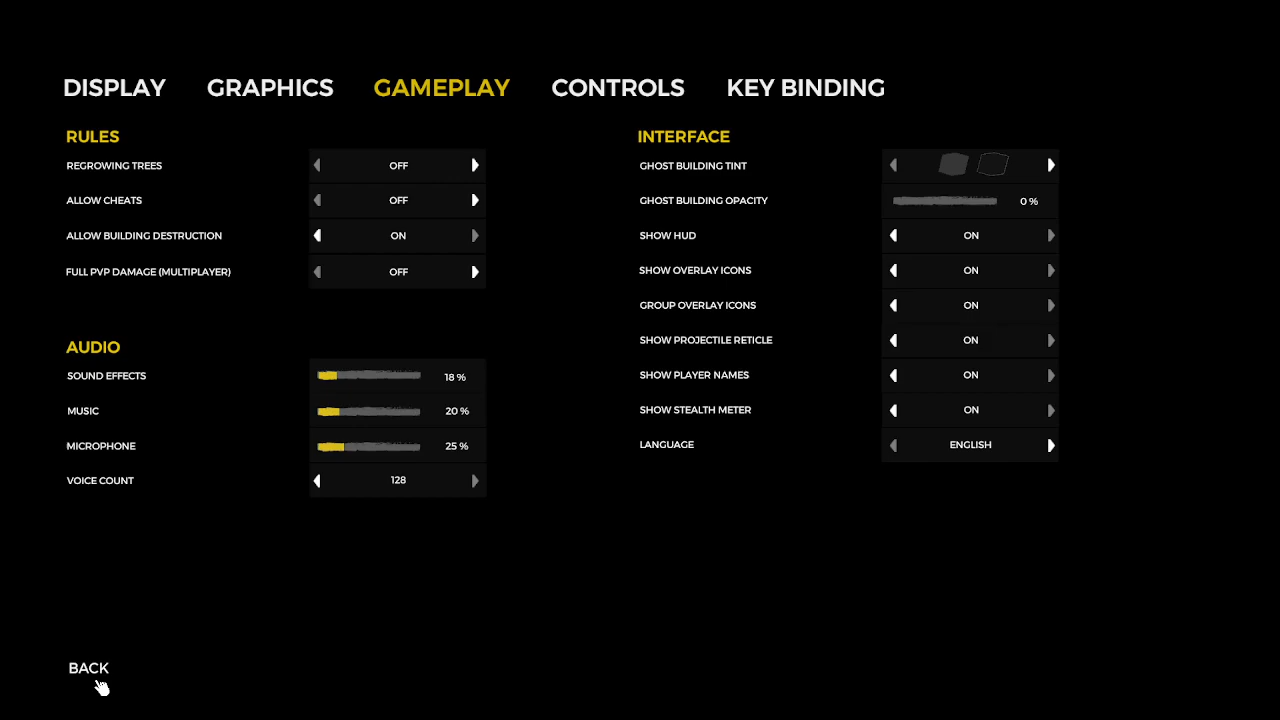 DISPLAY GRAPHICS GAMEPLAY CONTROLS KEY BINDING
RULES
REGROWING TREES OFF
ALLOW CHEATS OFF
ALLOW BUILDING DESTRUCTION ON
FULL PVP DAMAGE (MULTIPLAYER) OFF
AUDIO
SOUND EFFECTS 18 %
MUSIC 20 %
MICROPHONE 25 %
VOICE COUNT 128
INTERFACE
GHOST BUILDING TINT
GHOST BUILDING OPACITY 0 %
SHOW HUD ON
SHOW OVERLAY ICONS ON
GROUP OVERLAY ICONS ON
SHOW PROJECTILE RETICLE ON
SHOW PLAYER NAMES ON
SHOW STEALTH METER ON
LANGUAGE ENGLISH
BACK